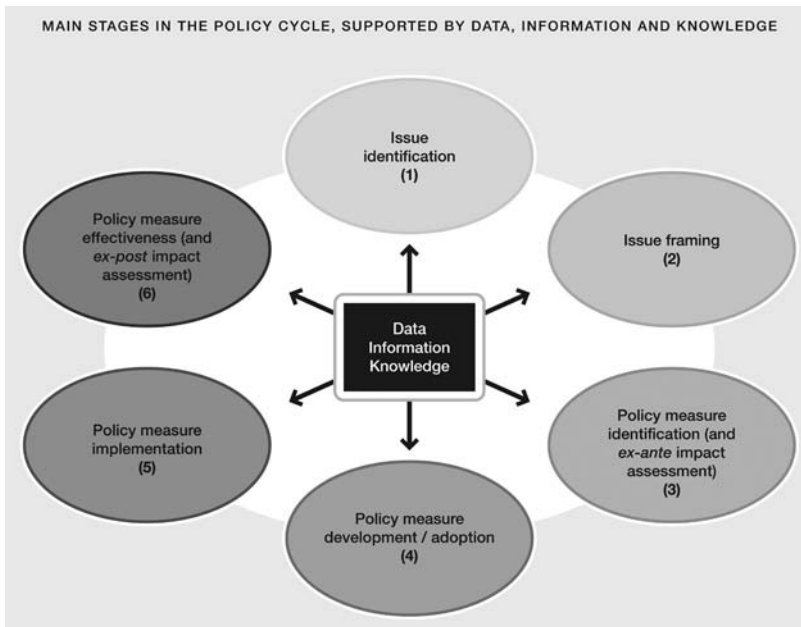 MAIN STAGES IN THE POLICY CYCLE, SUPPORTED BY DATA, INFORMATION AND KNOWLEDGE
Issue
identification
(1)
Issue framing
(2)
Policy measure
identification (and
ex-ante impact
assessment)
(3)
Policy measure
development / adoption
(4)
Policy measure
implementation
(5)
Policy measure
effectiveness (and
ex-post impact
assessment)
(6)
Data
Information
Knowledge